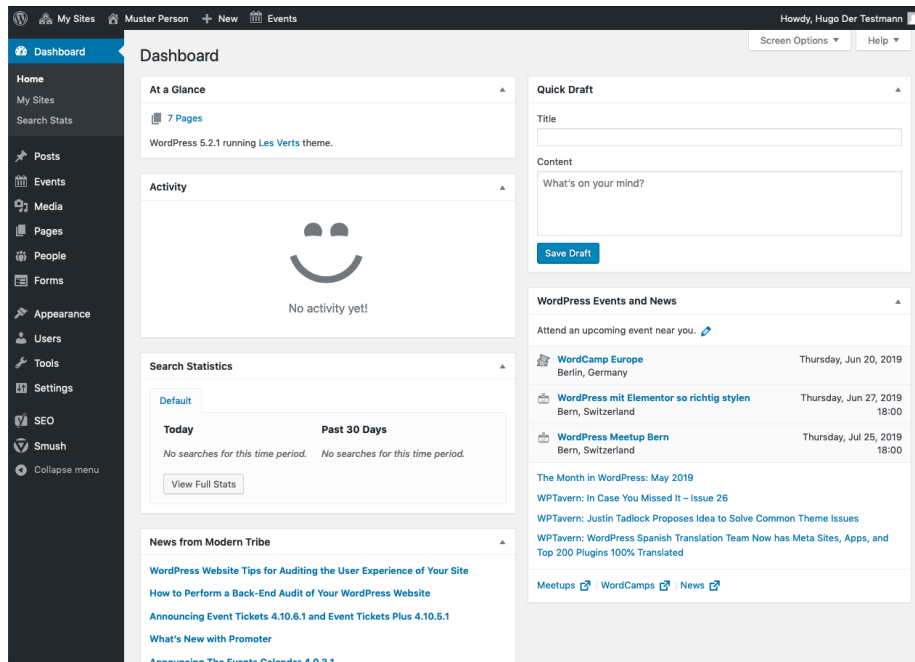 My Sites Muster Person + New Events Howdy, Hugo Der Testmann
Screen Options ▼ Help ▼
Dashboard
Home
My Sites
Search Stats
Posts
Events
Media
Pages
People
Forms
Appearance
Users
Tools
Settings
SEO
Smush
Collapse menu
Dashboard
At a Glance
7 Pages
WordPress 5.2.1 running Les Verts theme.
Activity
No activity yet!
Search Statistics
Default
Today Past 30 Days
No searches for this time period. No searches for this time period.
View Full Stats
News from Modern Tribe
WordPress Website Tips for Auditing the User Experience of Your Site
How to Perform a Back-End Audit of Your WordPress Website
Announcing Event Tickets 4.10.6.1 and Event Tickets Plus 4.10.5.1
What's New with Promoter
Announcing The Events Calendar 4.9.3.1
Quick Draft
Title
Content
What's on your mind?
Save Draft
WordPress Events and News
Attend an upcoming event near you.
WordCamp Europe Thursday, Jun 20, 2019
Berlin, Germany
WordPress mit Elementor so richtig stylen Thursday, Jun 27, 2019
Bern, Switzerland 18:00
WordPress Meetup Bern Thursday, Jul 25, 2019
Bern, Switzerland 18:00
The Month in WordPress: May 2019
WPTavern: In Case You Missed It – Issue 26
WPTavern: Justin Tadlock Proposes Idea to Solve Common Theme Issues
WPTavern: WordPress Spanish Translation Team Now has Meta Sites, Apps, and
Top 200 Plugins 100% Translated
Meetups | WordCamps | News